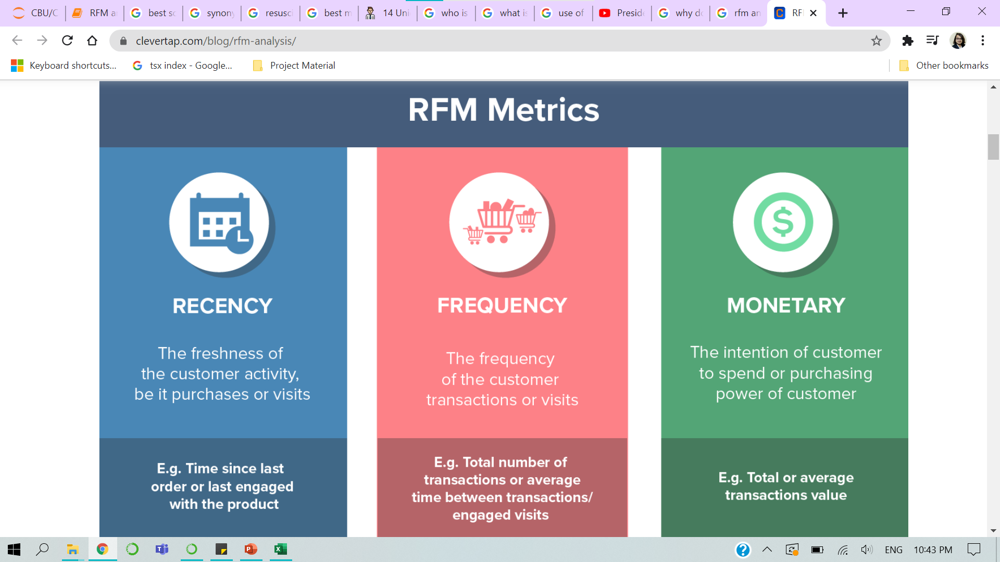 CBU/C
RFM a
best sc
synony
resusci
best m
14 Uni
who is
what is
use of
Preside
why do
rfm an
RF
clevertap.com/blog/rfm-analysis/
Keyboard shortcuts...
tsx index - Google...
Project Material
Other bookmarks
RFM Metrics
RECENCY
The freshness of
the customer activity,
be it purchases or visits
E.g. Time since last
order or last engaged
with the product
FREQUENCY
The frequency
of the customer
transactions or visits
E.g. Total number of
transactions or average
time between transactions/
engaged visits
MONETARY
The intention of customer
to spend or purchasing
power of customer
E.g. Total or average
transactions value
ENG
10:43 PM